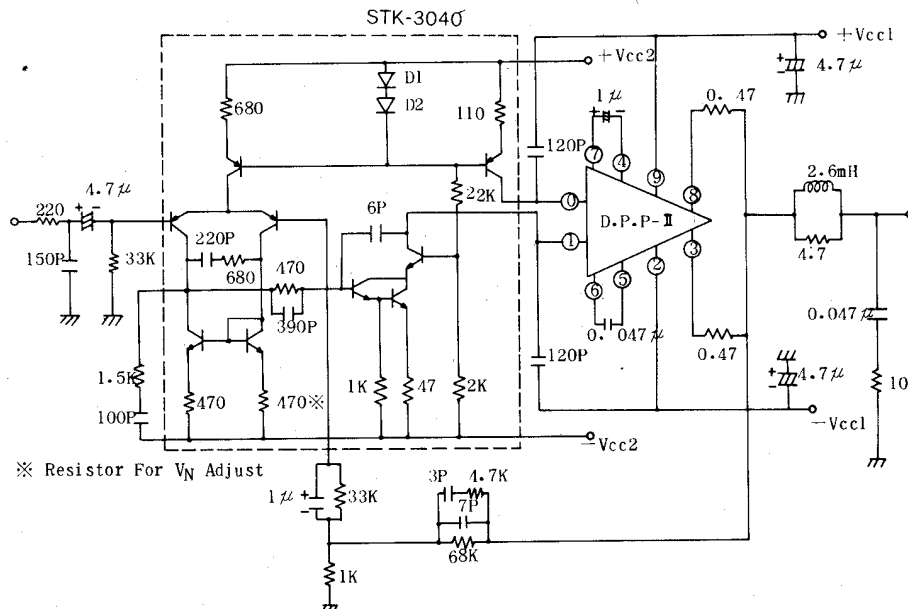 STK-3040
+Vcc1
+Vcc2
4.7μ
D1
D2
680
110
1μ
0.47
120P
7
4
9
8
2.6mH
22K
0
D.P.P-Ⅱ
4.7μ
220
6P
1
3
4.7
150P
33K
220P
680
470
390P
6
5
2
0.047μ
0.47
0.047μ
120P
1.5K
100P
470
470※
1K
47
2K
4.7μ
10
-Vcc1
-Vcc2
※ Resistor For VN Adjust
1μ
33K
3P
4.7K
7P
68K
1K